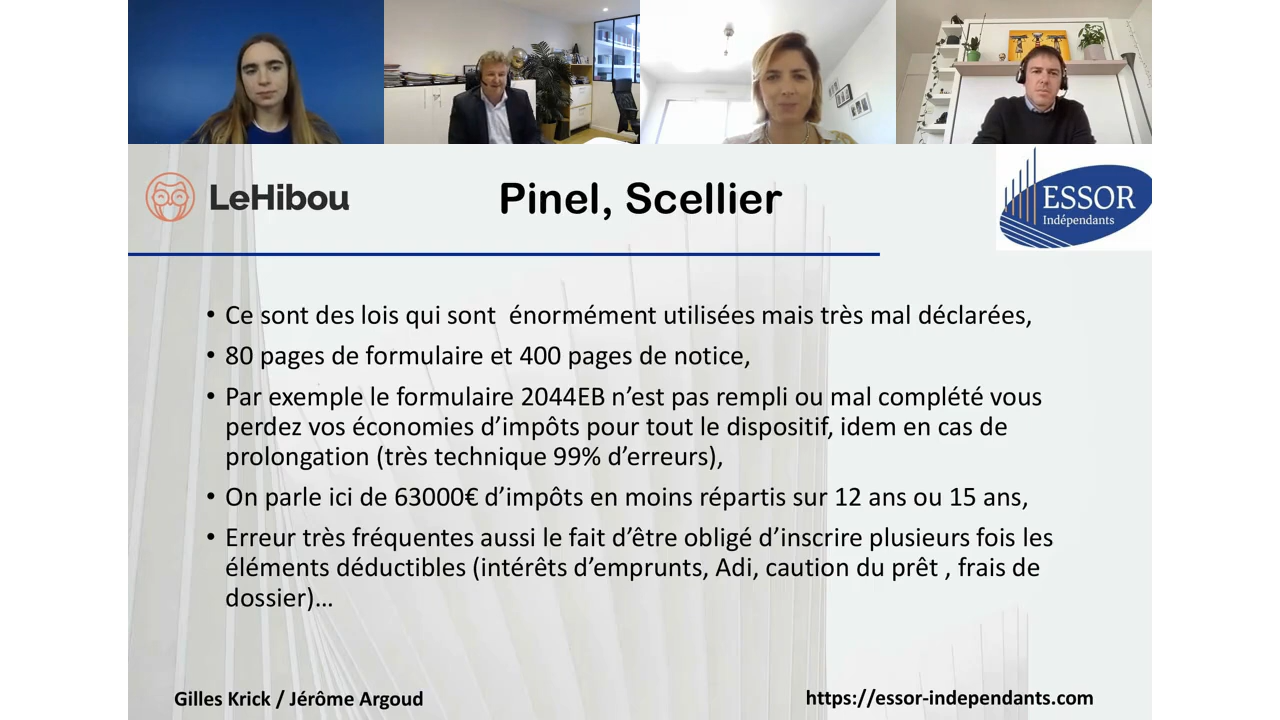 LeHibou
Pinel, Scellier
ESSOR
Indépendants
• Ce sont des lois qui sont énormément utilisées mais très mal déclarées,
• 80 pages de formulaire et 400 pages de notice,
• Par exemple le formulaire 2044EB n’est pas rempli ou mal complété vous
perdez vos économies d’impôts pour tout le dispositif, idem en cas de
prolongation (très technique 99% d’erreurs),
• On parle ici de 63000€ d’impôts en moins répartis sur 12 ans ou 15 ans,
• Erreur très fréquentes aussi le fait d’être obligé d’inscrire plusieurs fois les
éléments déductibles (intérêts d’emprunts, Adi, caution du prêt , frais de
dossier)…
Gilles Krick / Jérôme Argoud
https://essor-independants.com